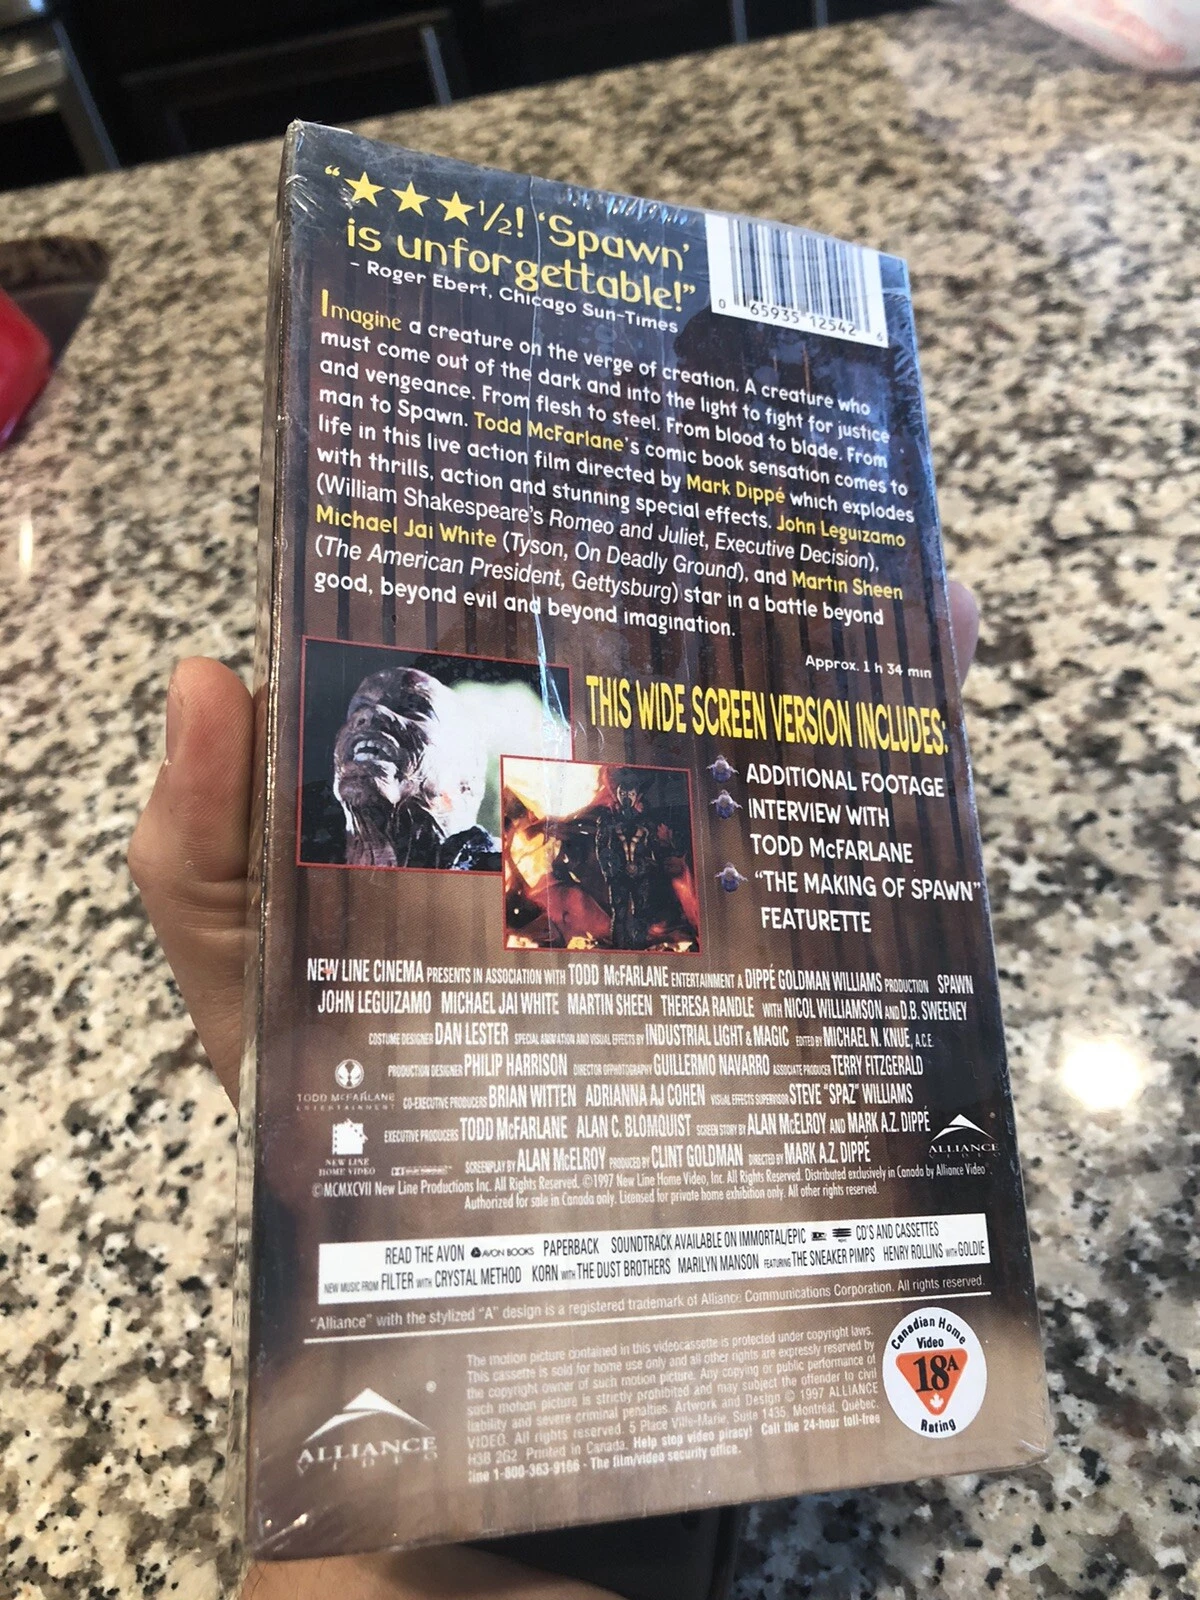 “★★★½! ‘Spawn’
is unforgettable!”
- Roger Ebert, Chicago Sun-Times
0 65935 12542 6
Imagine a creature on the verge of creation. A creature who
must come out of the dark and into the light to fight for justice
and vengeance. From flesh to steel. From blood to blade. From
man to Spawn. Todd McFarlane's comic book sensation comes to
life in this live action film directed by Mark Dippé which explodes
with thrills, action and stunning special effects. John Leguizamo
(William Shakespeare's Romeo and Juliet, Executive Decision),
Michael Jai White (Tyson, On Deadly Ground), and Martin Sheen
(The American President, Gettysburg) star in a battle beyond
good, beyond evil and beyond imagination.
Approx. 1 h 34 min
THIS WIDE SCREEN VERSION INCLUDES:
ADDITIONAL FOOTAGE
INTERVIEW WITH
TODD McFARLANE
“THE MAKING OF SPAWN”
FEATURETTE
NEW LINE CINEMA PRESENTS IN ASSOCIATION WITH TODD McFARLANE ENTERTAINMENT A DIPPÉ GOLDMAN WILLIAMS PRODUCTION SPAWN
JOHN LEGUIZAMO MICHAEL JAI WHITE MARTIN SHEEN THERESA RANDLE WITH NICOL WILLIAMSON AND D.B. SWEENEY
COSTUME DESIGNER DAN LESTER SPECIAL ANIMATION AND VISUAL EFFECTS BY INDUSTRIAL LIGHT & MAGIC EDITED BY MICHAEL N. KNUE, A.C.E.
PRODUCTION DESIGNER PHILIP HARRISON DIRECTOR OF PHOTOGRAPHY GUILLERMO NAVARRO ASSOCIATE PRODUCER TERRY FITZGERALD
CO-EXECUTIVE PRODUCERS BRIAN WITTEN ADRIANNA AJ COHEN VISUAL EFFECTS SUPERVISOR STEVE "SPAZ" WILLIAMS
EXECUTIVE PRODUCERS TODD McFARLANE ALAN C. BLOMQUIST SCREEN STORY BY ALAN McELROY AND MARK A.Z. DIPPÉ
SCREENPLAY BY ALAN McELROY PRODUCED BY CLINT GOLDMAN DIRECTED BY MARK A.Z. DIPPÉ
TODD McFARLANE
ENTERTAINMENT
NEW LINE
HOME VIDEO
ALLIANCE
VIDEO
©MCMXCVII New Line Productions Inc. All Rights Reserved. ©1997 New Line Home Video, Inc. All Rights Reserved. Distributed exclusively in Canada by Alliance Video
Authorized for sale in Canada only. Licensed for private home exhibition only. All other rights reserved.
READ THE AVON AVON BOOKS PAPERBACK SOUNDTRACK AVAILABLE ON IMMORTAL/EPIC CD'S AND CASSETTES
NEW MUSIC FROM FILTER WITH CRYSTAL METHOD KORN WITH THE DUST BROTHERS MARILYN MANSON FEATURING THE SNEAKER PIMPS HENRY ROLLINS WITH GOLDIE
"Alliance" with the stylized "A" design is a registered trademark of Alliance Communications Corporation. All rights reserved.
The motion picture contained in this videocassette is protected under copyright laws.
This cassette is sold for home use only and all other rights are expressly reserved by
the copyright owner of such motion picture. Any copying or public performance of
such motion picture is strictly prohibited and may subject the offender to civil
liability and severe criminal penalties. Artwork and Design © 1997 ALLIANCE
VIDEO. All rights reserved. 5 Place Ville-Marie, Suite 1435, Montréal, Québec,
H3B 2G2. Printed in Canada. Help stop video piracy! Call the 24-hour toll-free
line 1-800-363-9166 - The film/video security office.
ALLIANCE
VIDEO
®
Canadian Home
Video
18A
Rating